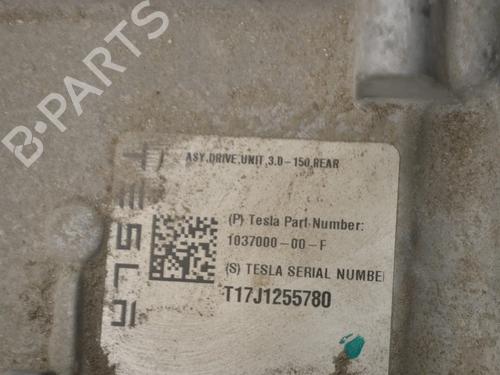 ASY,DRIVE,UNIT,3.0-150,REAR
(P) Tesla Part Number:
1037000-00-F
(S) TESLA SERIAL NUMBE
T17J1255780
TESLA
B-PARTS